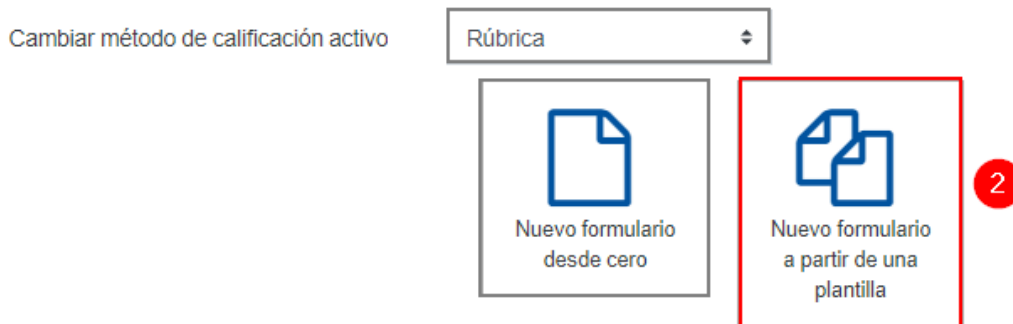 Cambiar método de calificación activo
Rúbrica
Nuevo formulario
desde cero
Nuevo formulario
a partir de una
plantilla
2